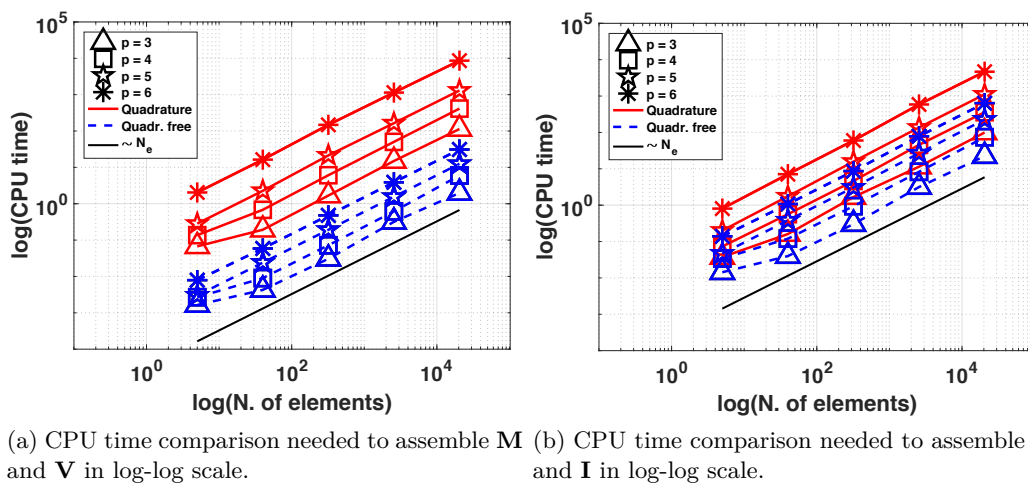 10^5
10^0
log(CPU time)
p = 3
p = 4
p = 5
p = 6
Quadrature
Quadr. free
~ N_e
10^0 10^2 10^4
log(N. of elements)
10^5
10^0
log(CPU time)
p = 3
p = 4
p = 5
p = 6
Quadrature
Quadr. free
~ N_e
10^0 10^2 10^4
log(N. of elements)
(a) CPU time comparison needed to assemble M
and V in log-log scale.
(b) CPU time comparison needed to assemble
and I in log-log scale.